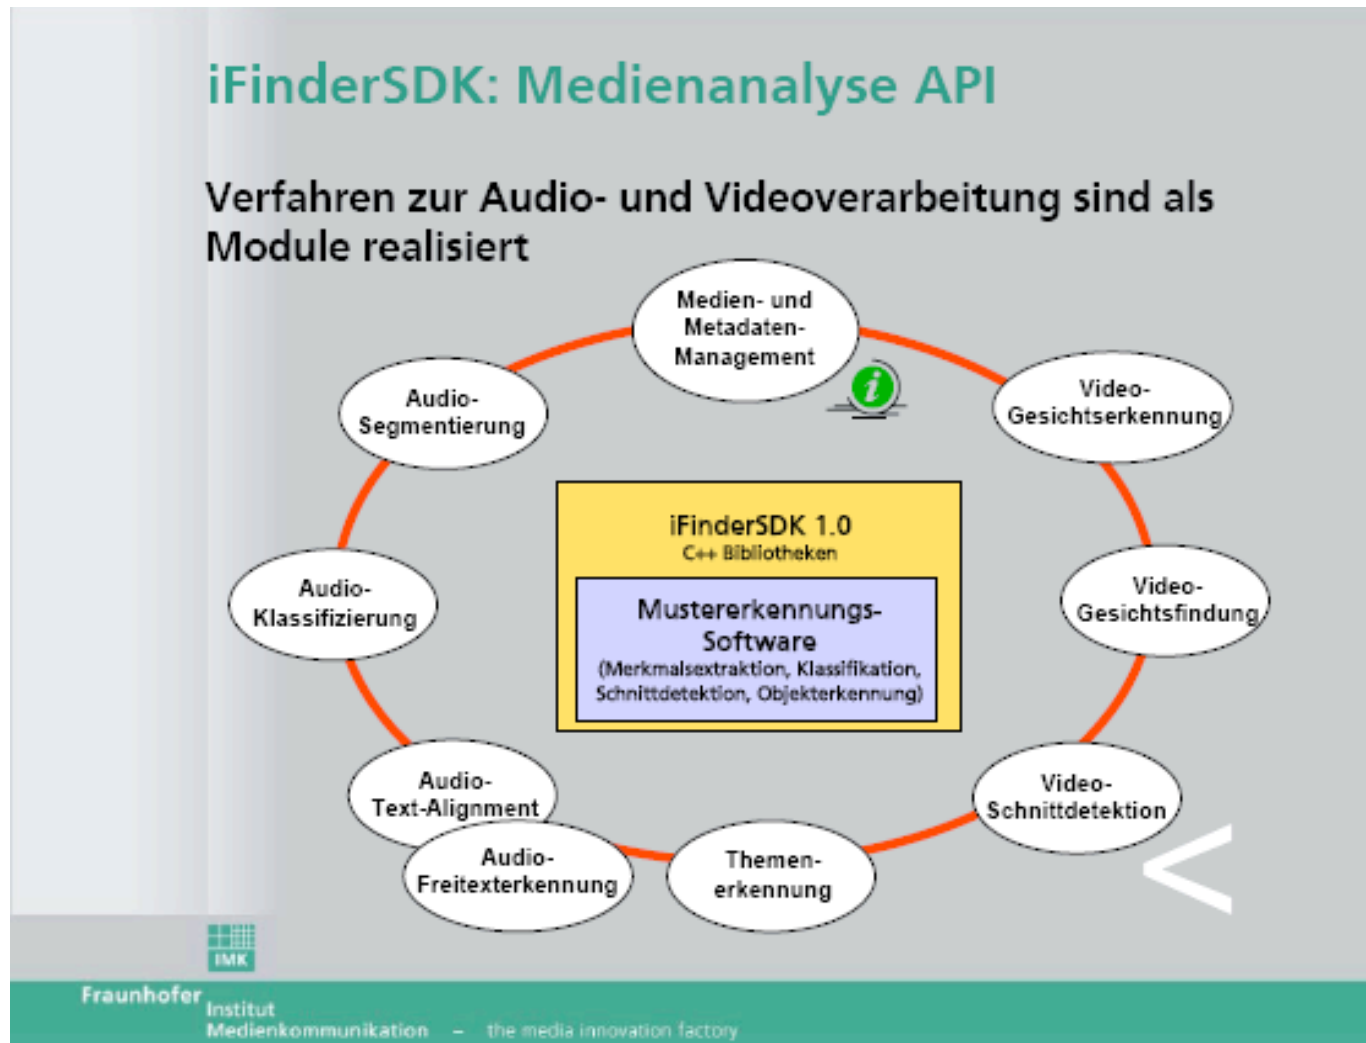 iFinderSDK: Medienanalyse API
Verfahren zur Audio- und Videoverarbeitung sind als
Module realisiert
Medien- und
Metadaten-
Management
i
Video-
Gesichtserkennung
Audio-
Segmentierung
iFinderSDK 1.0
C++ Bibliotheken
Mustererkennungs-
Software
(Merkmalsextraktion, Klassifikation,
Schnittdetektion, Objekterkennung)
Audio-
Klassifizierung
Video-
Gesichtsfindung
Audio-
Text-Alignment
Video-
Schnittdetektion
Audio-
Freitexterkennung
Themen-
erkennung
<
IMK
Fraunhofer
Institut
Medienkommunikation – the media innovation factory